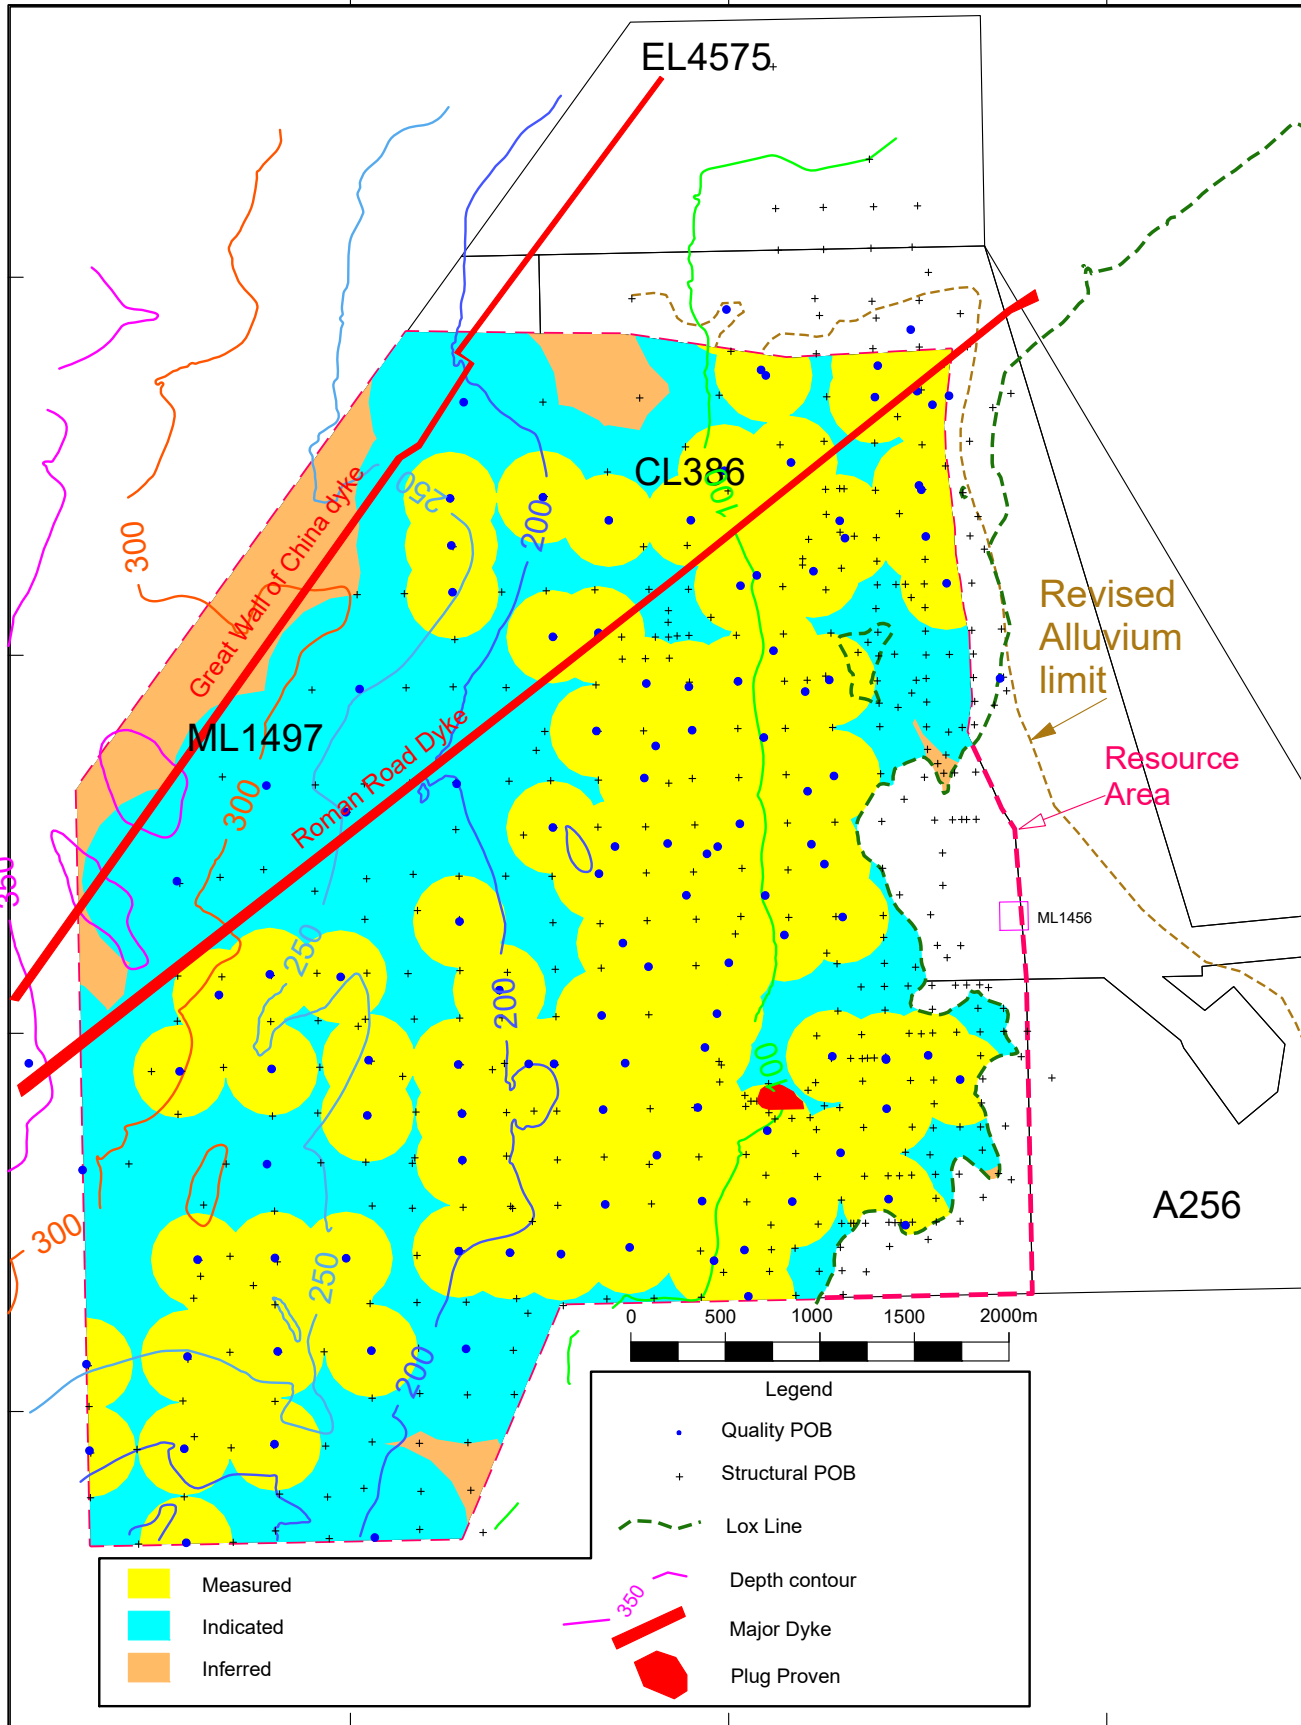 EL4575
CL386
100
250
200
300
Great Wall of China dyke
Revised
Alluvium
limit
ML1497
Roman Road Dyke
Resource
Area
300
350
ML1456
250
200
100
A256
300
250
200
0 500 1000 1500 2000m
Legend
Quality POB
Structural POB
Lox Line
Depth contour
350
Major Dyke
Plug Proven
Measured
Indicated
Inferred